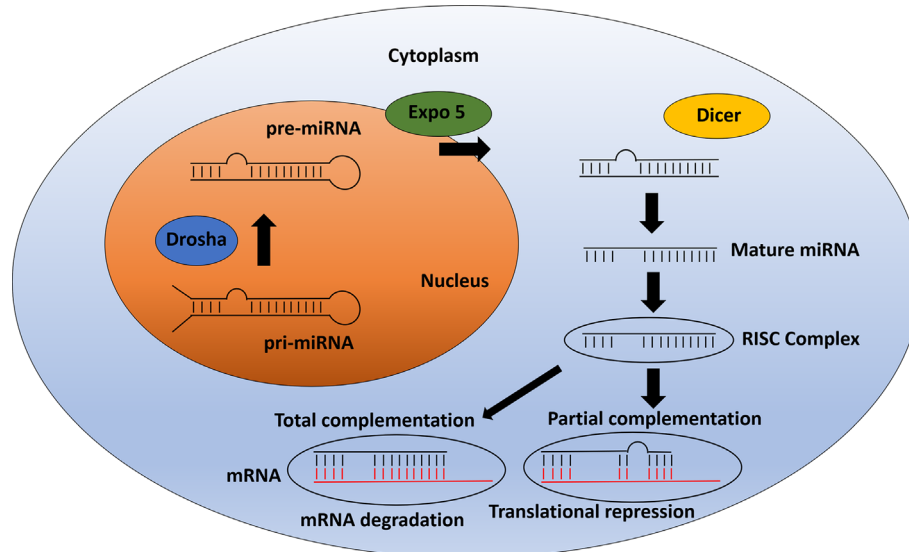 Cytoplasm
Expo 5
Dicer
pre-miRNA
Drosha
Mature miRNA
Nucleus
pri-miRNA
RISC Complex
Total complementation
Partial complementation
mRNA
mRNA degradation
Translational repression